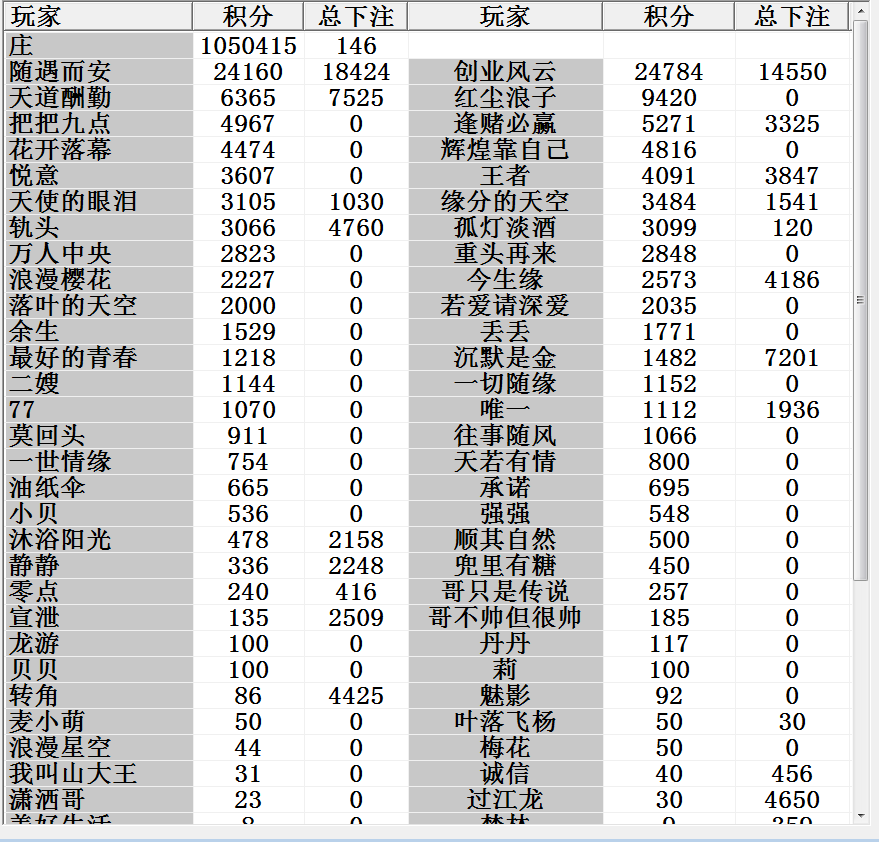 玩家 积分 总下注 玩家 积分 总下注
庄 1050415 146
随遇而安 24160 18424 创业风云 24784 14550
天道酬勤 6365 7525 红尘浪子 9420 0
把把九点 4967 0 逢赌必赢 5271 3325
花开落幕 4474 0 辉煌靠自己 4816 0
悦意 3607 0 王者 4091 3847
天使的眼泪 3105 1030 缘分的天空 3484 1541
轨头 3066 4760 孤灯淡酒 3099 120
万人中央 2823 0 重头再来 2848 0
浪漫樱花 2227 0 今生缘 2573 4186
落叶的天空 2000 0 若爱请深爱 2035 0
余生 1529 0 丢丢 1771 0
最好的青春 1218 0 沉默是金 1482 7201
二嫂 1144 0 一切随缘 1152 0
77 1070 0 唯一 1112 1936
莫回头 911 0 往事随风 1066 0
一世情缘 754 0 天若有情 800 0
油纸伞 665 0 承诺 695 0
小贝 536 0 强强 548 0
沐浴阳光 478 2158 顺其自然 500 0
静静 336 2248 兜里有糖 450 0
零点 240 416 哥只是传说 257 0
宣泄 135 2509 哥不帅但很帅 185 0
龙游 100 0 丹丹 117 0
贝贝 100 0 莉 100 0
转角 86 4425 魅影 92 0
麦小萌 50 0 叶落飞杨 50 30
浪漫星空 44 0 梅花 50 0
我叫山大王 31 0 诚信 40 456
潇洒哥 23 0 过江龙 30 4650